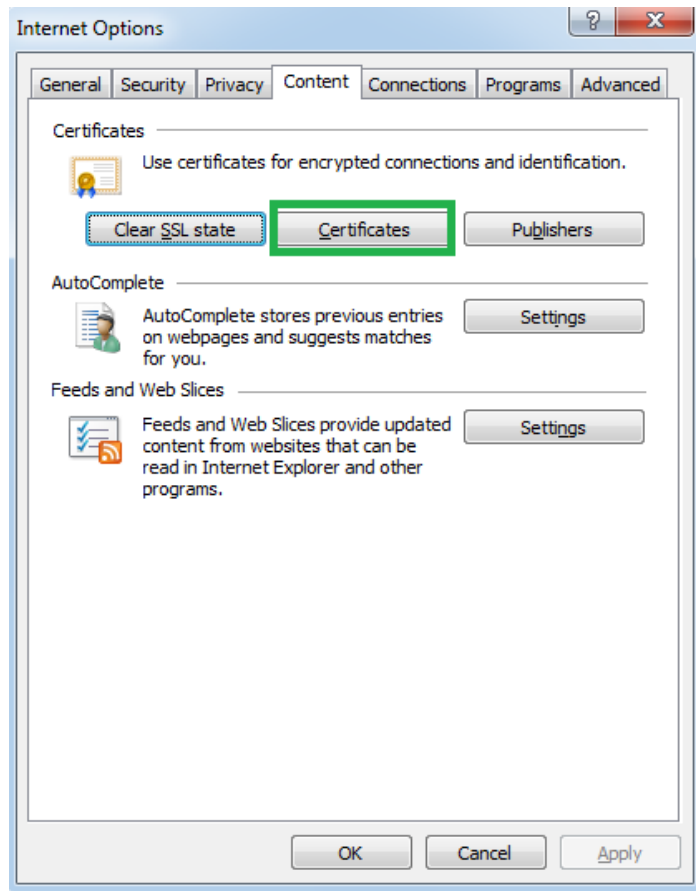 Internet Options
General Security Privacy Content Connections Programs Advanced
Certificates
Use certificates for encrypted connections and identification.
Clear SSL state Certificates Publishers
AutoComplete
AutoComplete stores previous entries
on webpages and suggests matches
for you.
Settings
Feeds and Web Slices
Feeds and Web Slices provide updated
content from websites that can be
read in Internet Explorer and other
programs.
Settings
OK Cancel Apply